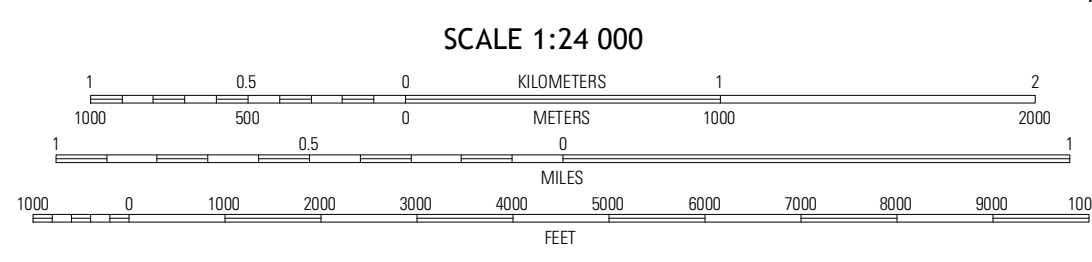 SCALE 1:24 000
1 0.5 0 KILOMETERS 1 2
1000 500 0 METERS 1000 2000
1 0.5 0 1
MILES
1000 0 1000 2000 3000 4000 5000 6000 7000 8000 9000 100
FEET